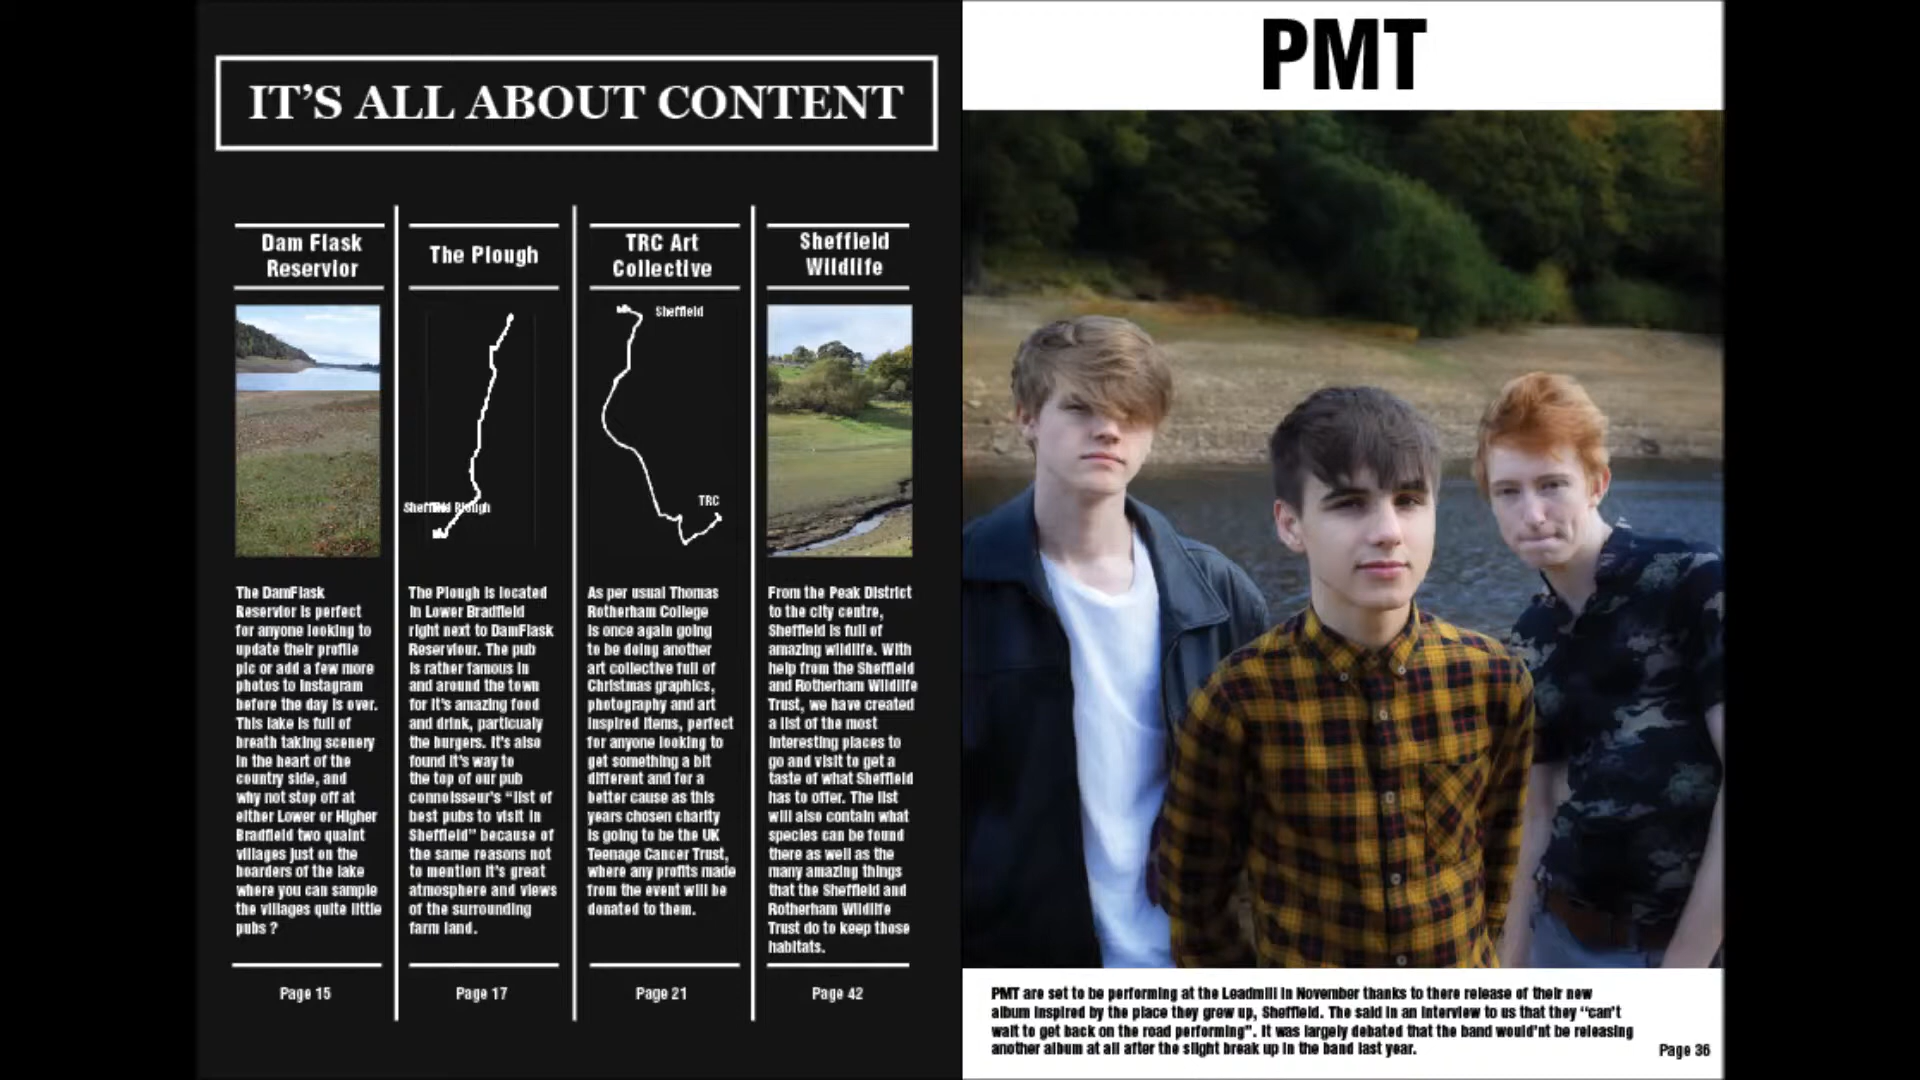 IT'S ALL ABOUT CONTENT
Dam Flask
Reservior
The DamFlask
Reservior is perfect
for anyone looking to
update their profile
pic or add a few more
photos to Instagram
before the day is over.
This lake is full of
breath taking scenery
in the heart of the
country side, and
why not stop off at
either Lower or Higher
Bradfield two quaint
villages just on the
boarders of the lake
where you can sample
the villages quite little
pubs ?
Page 15
The Plough
Sheffield Plough
The Plough is located
in Lower Bradfield
right next to DamFlask
Reserviour. The pub
is rather famous in
and around the town
for it's amazing food
and drink, particualy
the burgers. It's also
found it's way to
the top of our pub
connoisseur's "list of
best pubs to visit in
Sheffield" because of
the same reasons not
to mention it's great
atmosphere and views
of the surrounding
farm land.
Page 17
TRC Art
Collective
Sheffield
TRC
As per usual Thomas
Rotherham College
is once again going
to be doing another
art collective full of
Christmas graphics,
photography and art
inspired items, perfect
for anyone looking to
get something a bit
different and for a
better cause as this
years chosen charity
is going to be the UK
Teenage Cancer Trust,
where any profits made
from the event will be
donated to them.
Page 21
Sheffield
Wildlife
From the Peak District
to the city centre,
Sheffield is full of
amazing wildlife. With
help from the Sheffield
and Rotherham Wildlife
Trust, we have created
a list of the most
interesting places to
go and visit to get a
taste of what Sheffield
has to offer. The list
will also contain what
species can be found
there as well as the
many amazing things
that the Sheffield and
Rotherham Wildlife
Trust do to keep those
habitats.
Page 42
PMT
PMT are set to be performing at the Leadmill in November thanks to there release of their new
album inspired by the place they grew up, Sheffield. The said in an interview to us that they "can't
wait to get back on the road performing". It was largely debated that the band would'nt be releasing
another album at all after the slight break up in the band last year.
Page 36